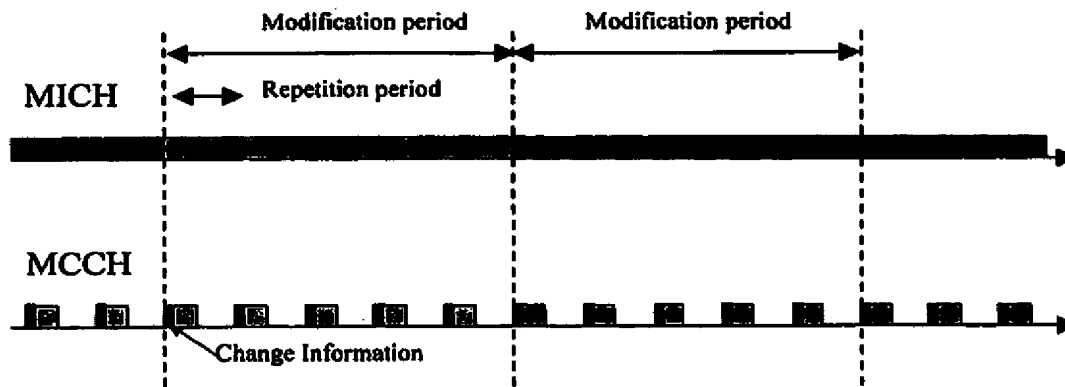 Modification period Modification period
Repetition period
MICH
MCCH
Change Information